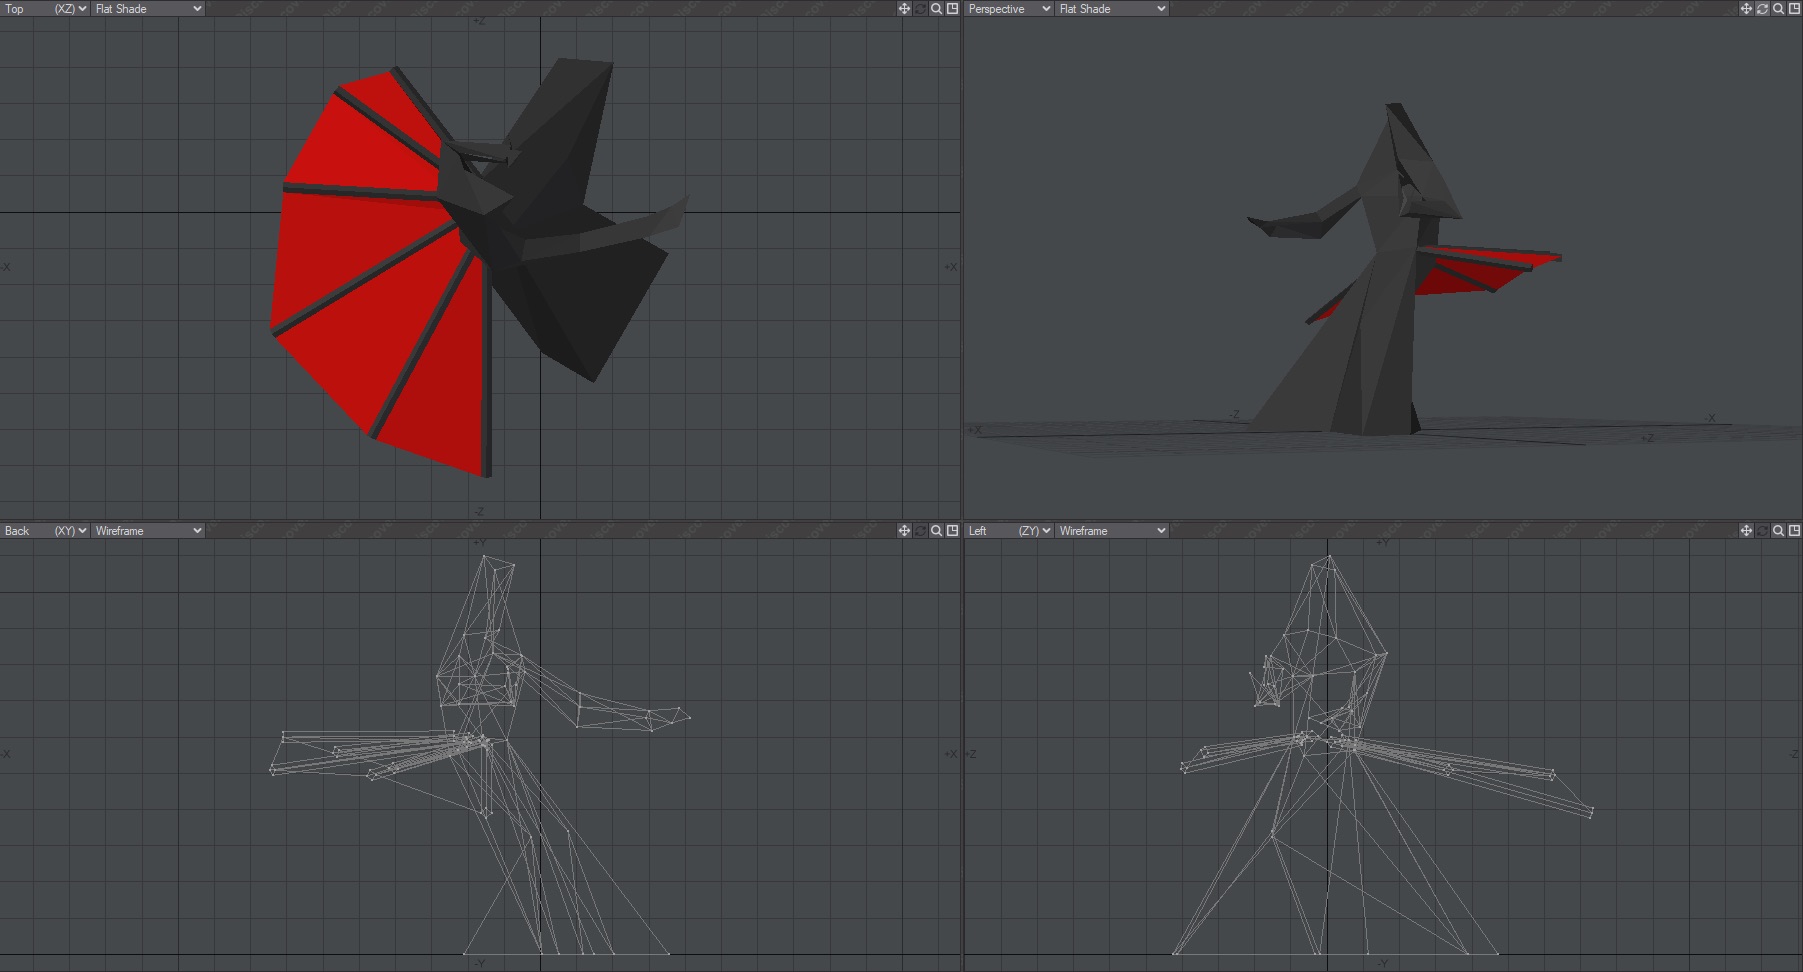 Top (XZ) Flat Shade
Perspective Flat Shade
+Z
-X
+X
-Z
-Z
-X
+X
+Z
Back (XY) Wireframe
Left (ZY) Wireframe
+Y
-X
+X
-Y
+Y
+Z
-Z
-Y